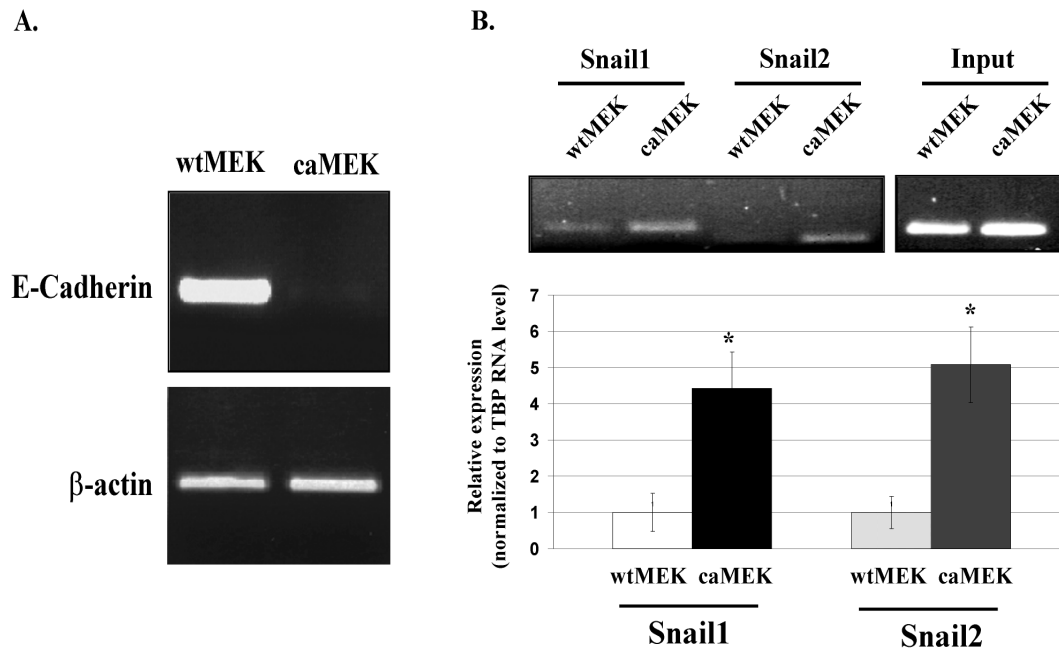 A.
wtMEK caMEK
E-Cadherin
β-actin
B.
Snail1 Snail2 Input
wtMEK caMEK wtMEK caMEK wtMEK caMEK
Relative expression
(normalized to TBP RNA level)
7
6
5
4
3
2
1
0
* *
wtMEK caMEK wtMEK caMEK
Snail1 Snail2